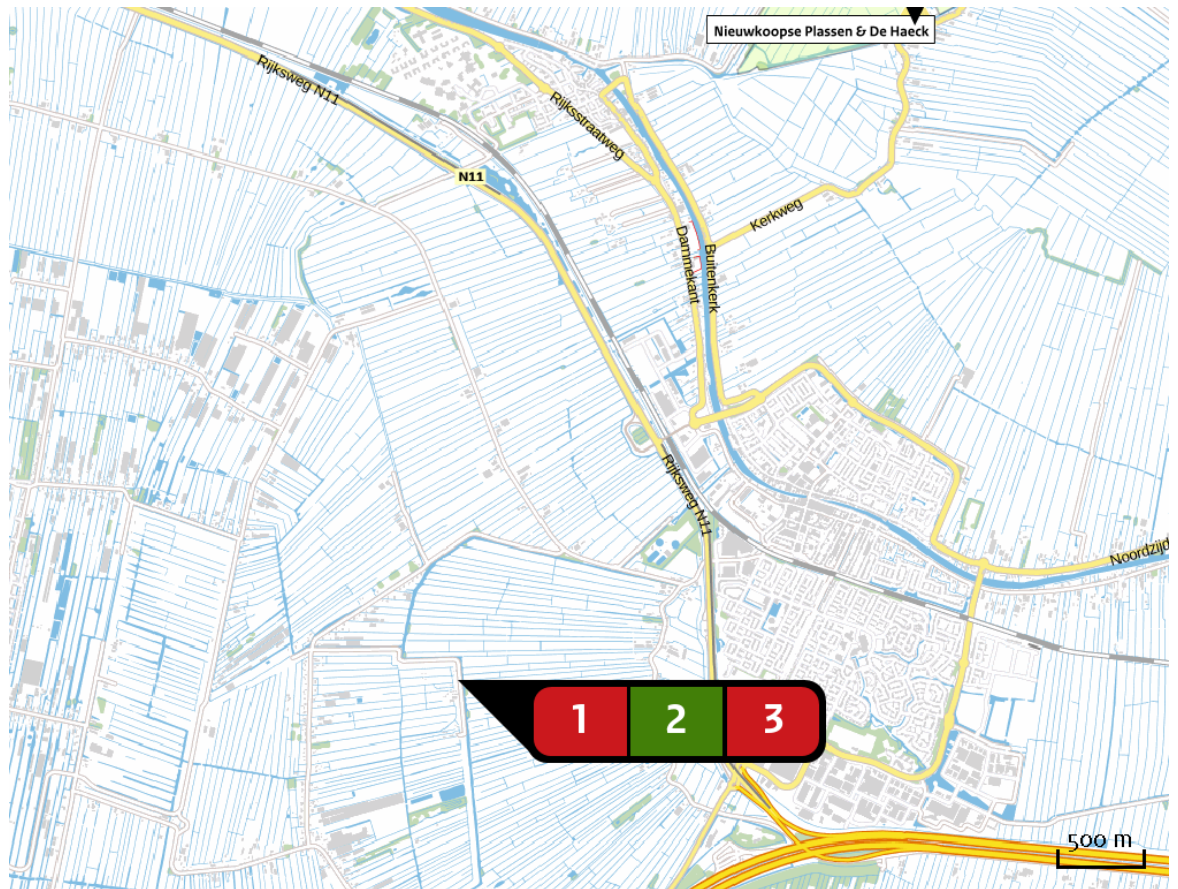 Nieuwkoopse Plassen & De Haeck
Rijksweg N11
Rijksstraatweg
N11
Kerkweg
Dammekant
Buitenkerk
Rijksweg N11
Noordzijd
1 2 3
500 m